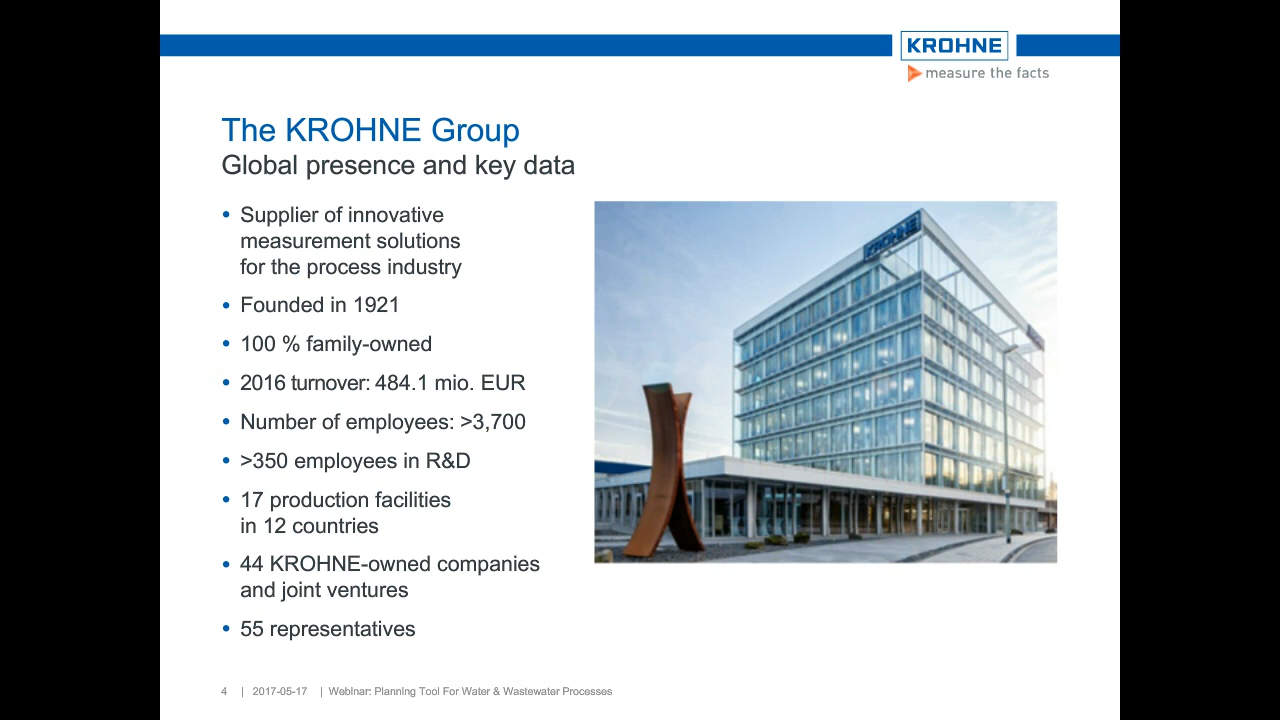 KROHNE
measure the facts
The KROHNE Group
Global presence and key data
• Supplier of innovative
measurement solutions
for the process industry
• Founded in 1921
• 100 % family-owned
• 2016 turnover: 484.1 mio. EUR
• Number of employees: >3,700
• >350 employees in R&D
• 17 production facilities
in 12 countries
• 44 KROHNE-owned companies
and joint ventures
• 55 representatives
KROHNE
4 | 2017-05-17 | Webinar: Planning Tool For Water & Wastewater Processes